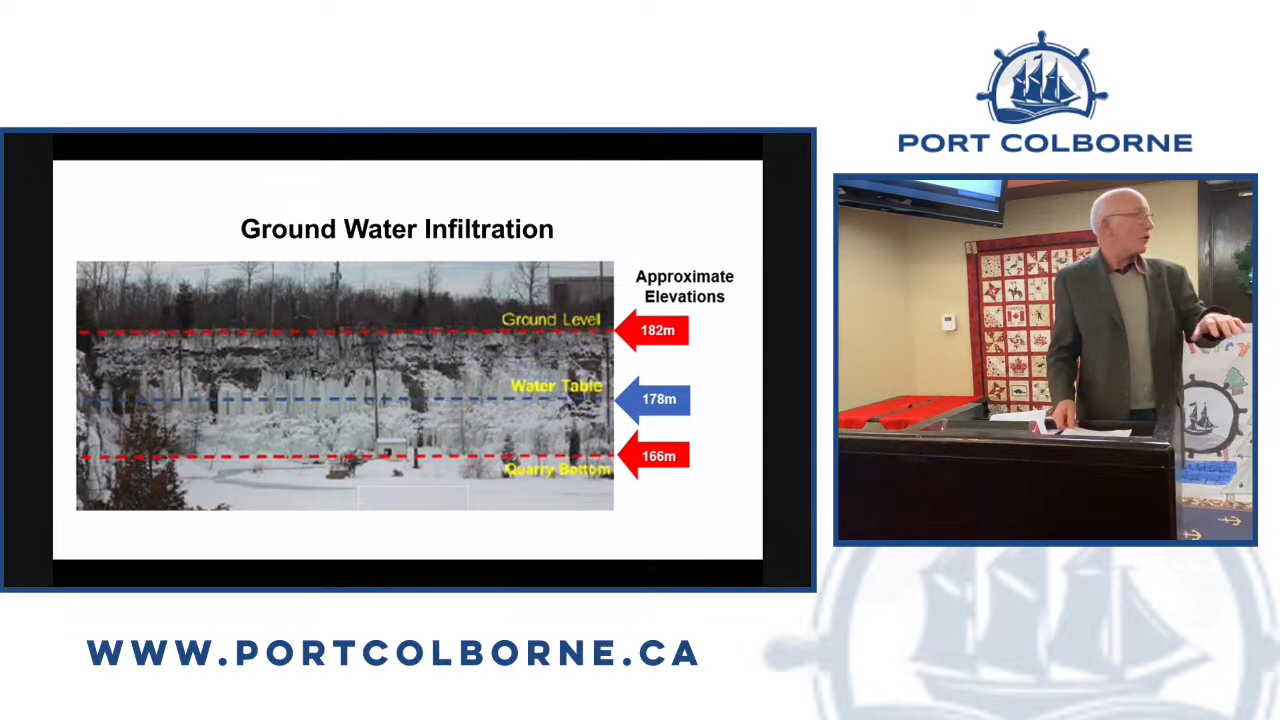 PORT COLBORNE
Ground Water Infiltration
Approximate
Elevations
Ground Level
182m
Water Table
178m
166m
Quarry Bottom
WWW.PORTCOLBORNE.CA